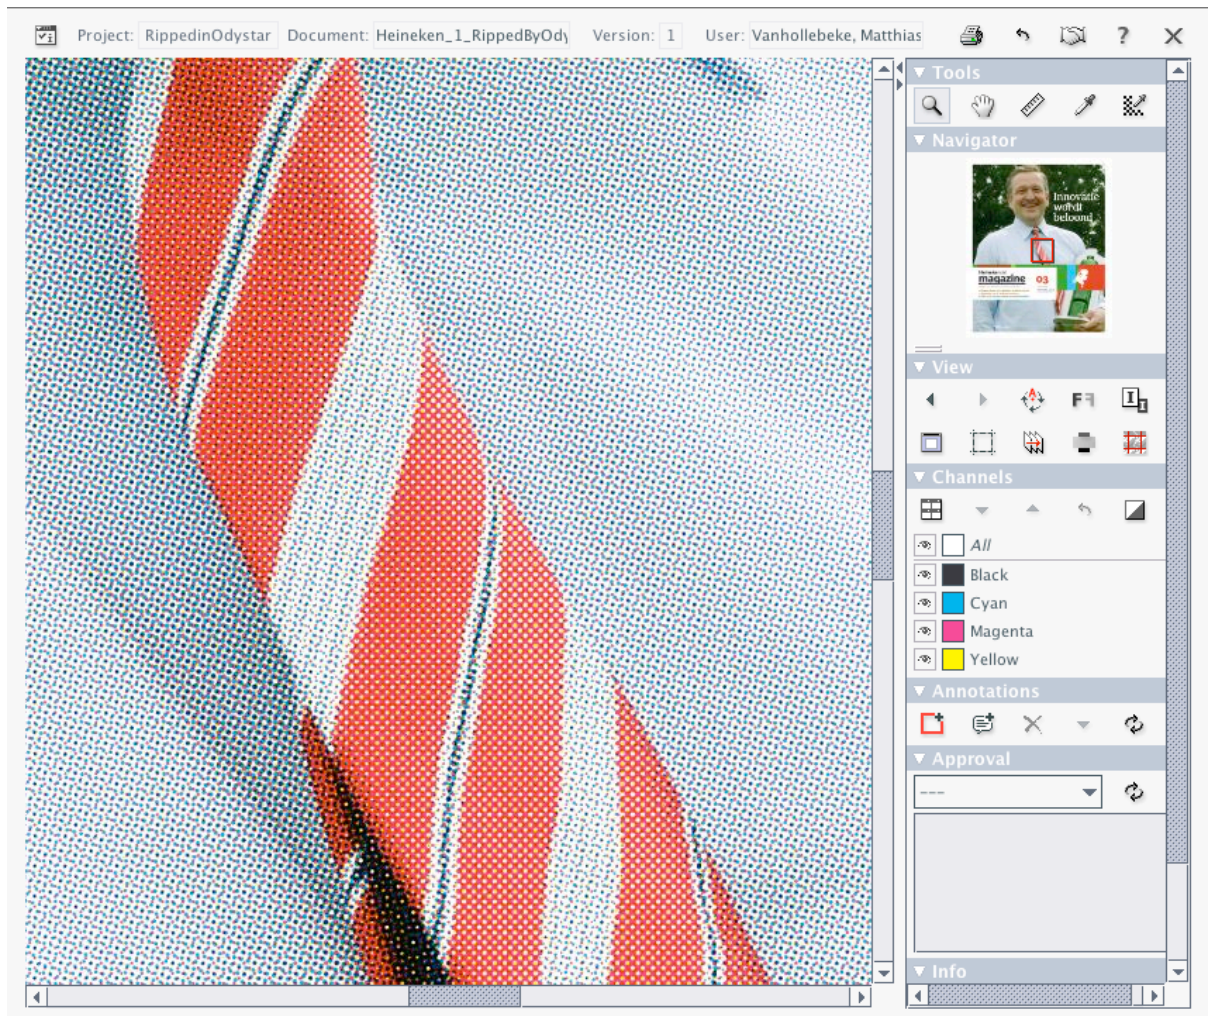 Project: RippedinOdystar Document: Heineken_1_RippedByOdy Version: 1 User: Vanhollebeke, Matthias
Tools
Navigator
Innovatie
wordt
beloond
magazine 03
View
Channels
All
Black
Cyan
Magenta
Yellow
Annotations
Approval
---
Info